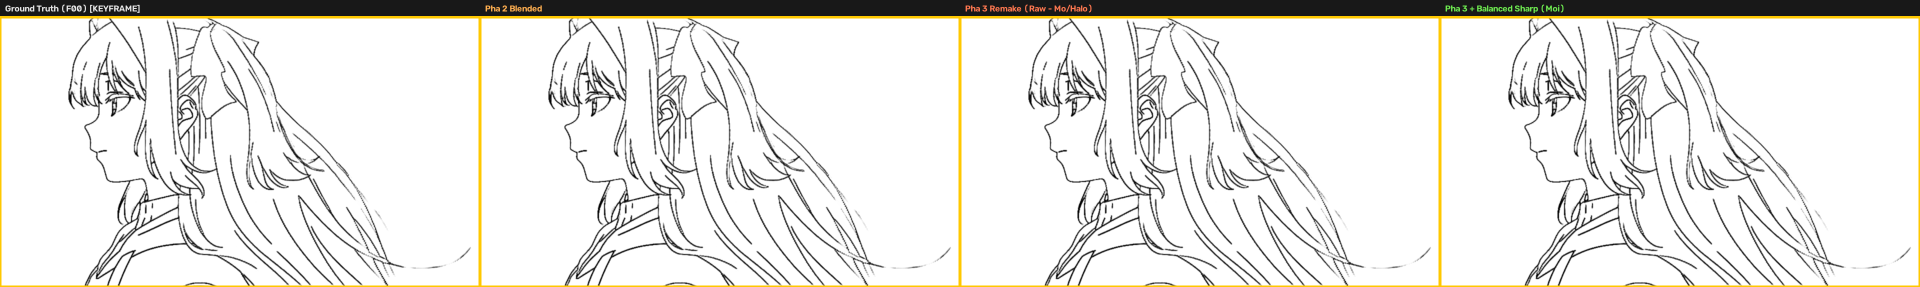 Ground Truth (F00) [KEYFRAME]
Pha 2 Blended
Pha 3 Remake (Raw - Mo/Halo)
Pha 3 + Balanced Sharp (Moi)